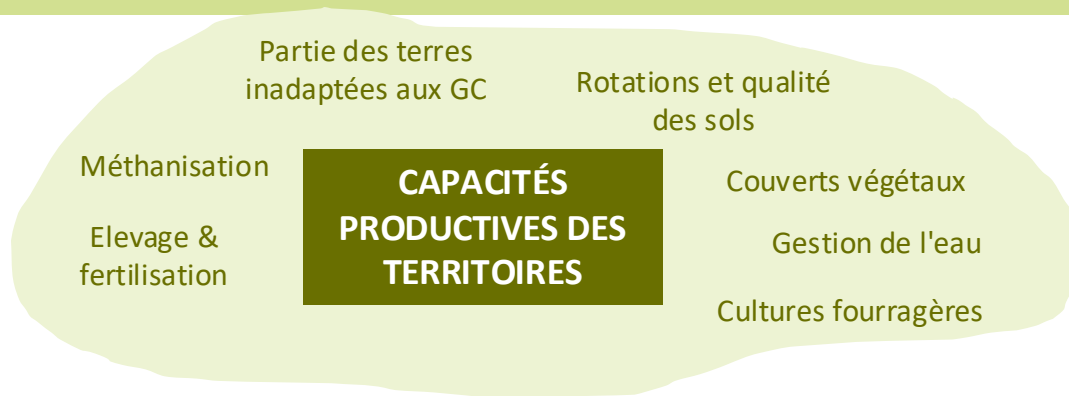 Partie des terres
inadaptées aux GC
Rotations et qualité
des sols
Méthanisation
CAPACITÉS
PRODUCTIVES DES
TERRITOIRES
Couverts végétaux
Elevage &
fertilisation
Gestion de l'eau
Cultures fourragères